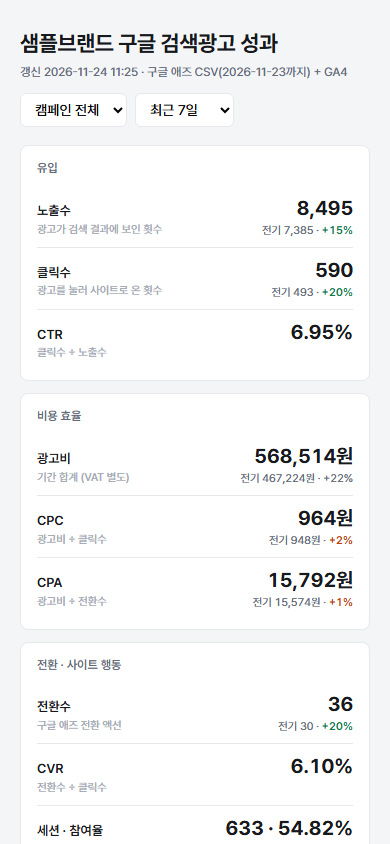 샘플브랜드 구글 검색광고 성과
갱신 2026-11-24 11:25 · 구글 애즈 CSV(2026-11-23까지) + GA4
캠페인 전체 최근 7일
유입
노출수 8,495
광고가 검색 결과에 보인 횟수 전기 7,385 · +15%
클릭수 590
광고를 눌러 사이트로 온 횟수 전기 493 · +20%
CTR 6.95%
클릭수 ÷ 노출수
비용 효율
광고비 568,514원
기간 합계 (VAT 별도) 전기 467,224원 · +22%
CPC 964원
광고비 ÷ 클릭수 전기 948원 · +2%
CPA 15,792원
광고비 ÷ 전환수 전기 15,574원 · +1%
전환 · 사이트 행동
전환수 36
구글 애즈 전환 액션 전기 30 · +20%
CVR 6.10%
전환수 ÷ 클릭수
세션 · 참여율 633 · 54.82%